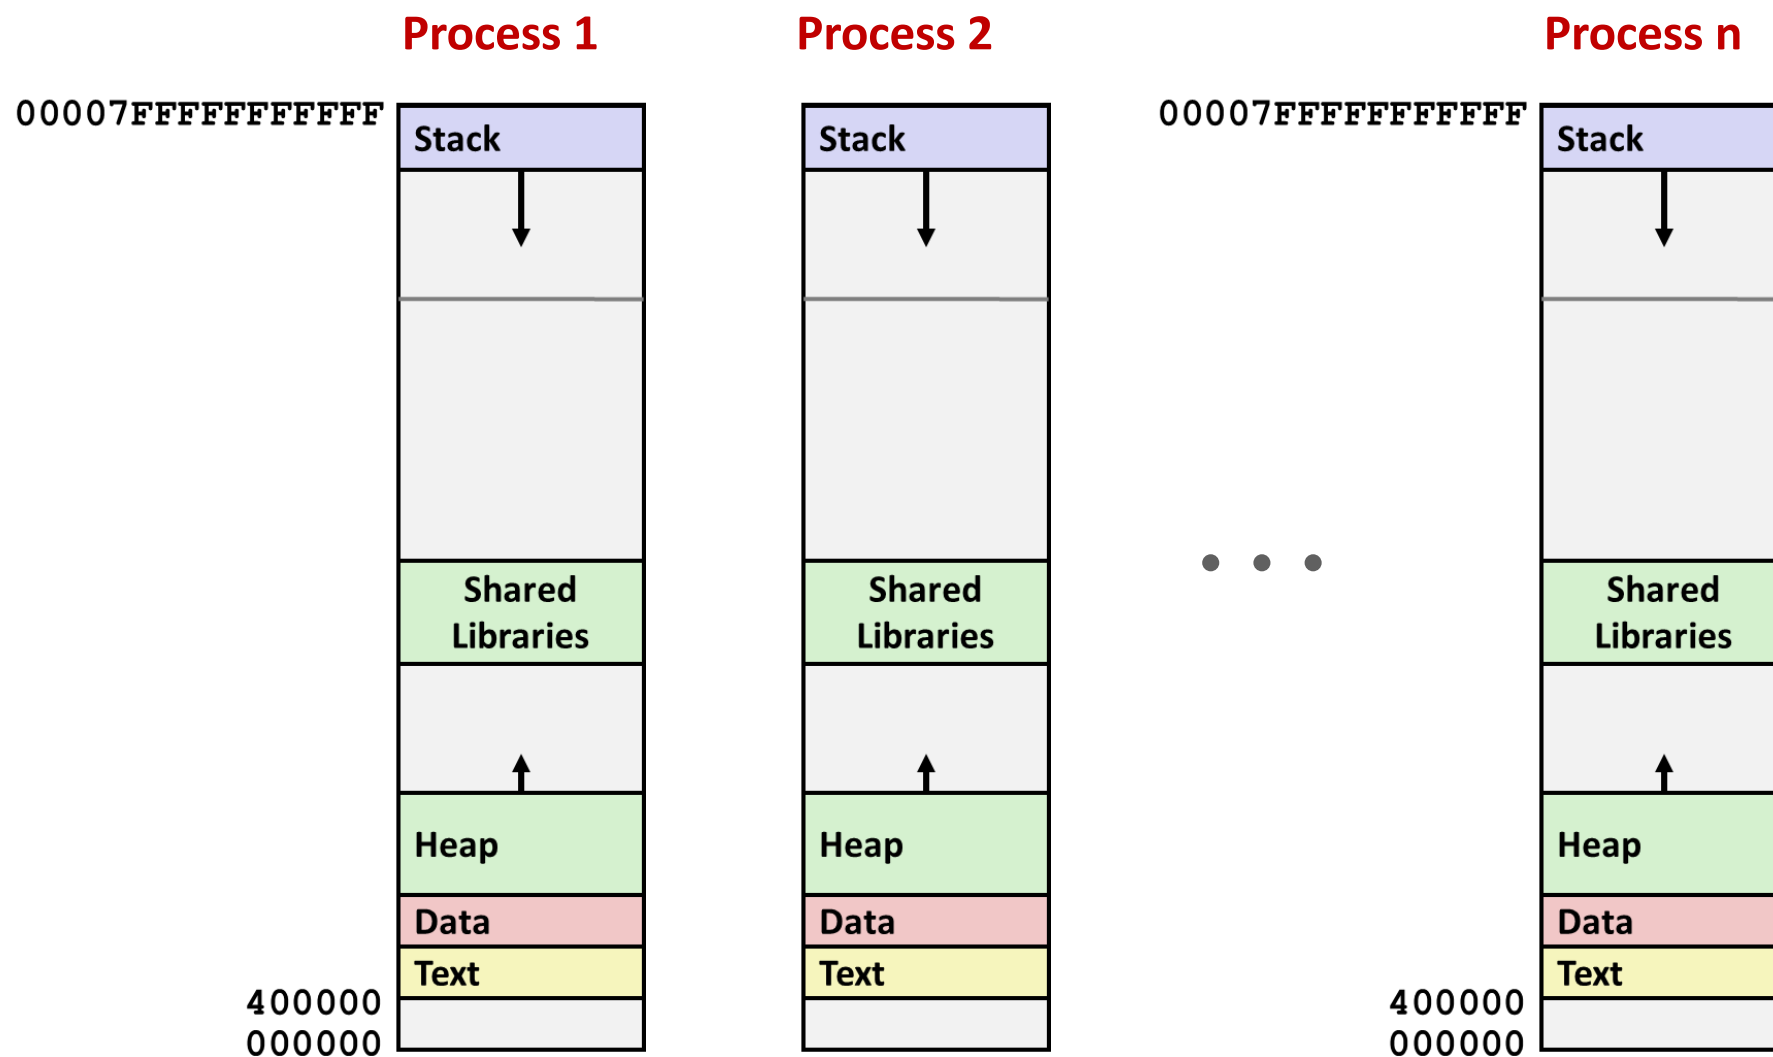 Process 1
Process 2
Process n
00007FFFFFFFFFFF
Stack
Stack
00007FFFFFFFFFFF
Stack
Shared
Libraries
Shared
Libraries
Shared
Libraries
Heap
Heap
Heap
Data
Data
Data
Text
Text
Text
400000
400000
000000
000000